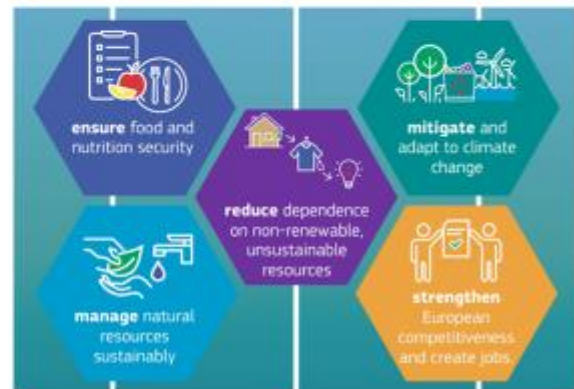 ensure food and
nutrition security
mitigate and
adapt to climate
change
reduce dependence
on non-renewable,
unsustainable
resources
manage natural
resources
sustainably
strengthen
European
competitiveness
and create jobs